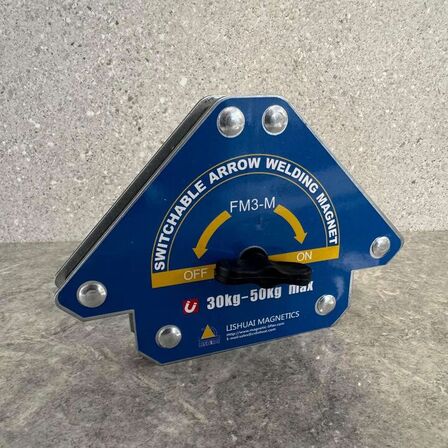 SWITCHABLE ARROW WELDING MAGNET
FM3-M
OFF
ON
30kg-50kg max
LISHUAI MAGNETICS